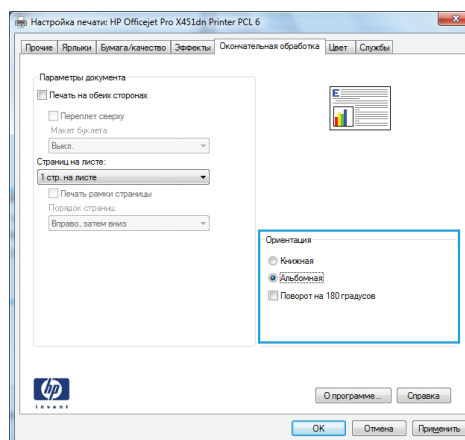 Настройка печати: HP Officejet Pro X451dn Printer PCL 6
Прочие Ярлыки Бумага/качество Эффекты Окончательная обработка Цвет Службы
Параметры документа
Печать на обеих сторонах
Переплет сверху
Макет буклета:
Выкл.
Страниц на листе:
1 стр. на листе
Печать рамки страницы
Порядок страниц:
Вправо, затем вниз
E
Ориентация
Книжная
Альбомная
Поворот на 180 градусов
hp
invent
О программе... Справка
OK Отмена Применить